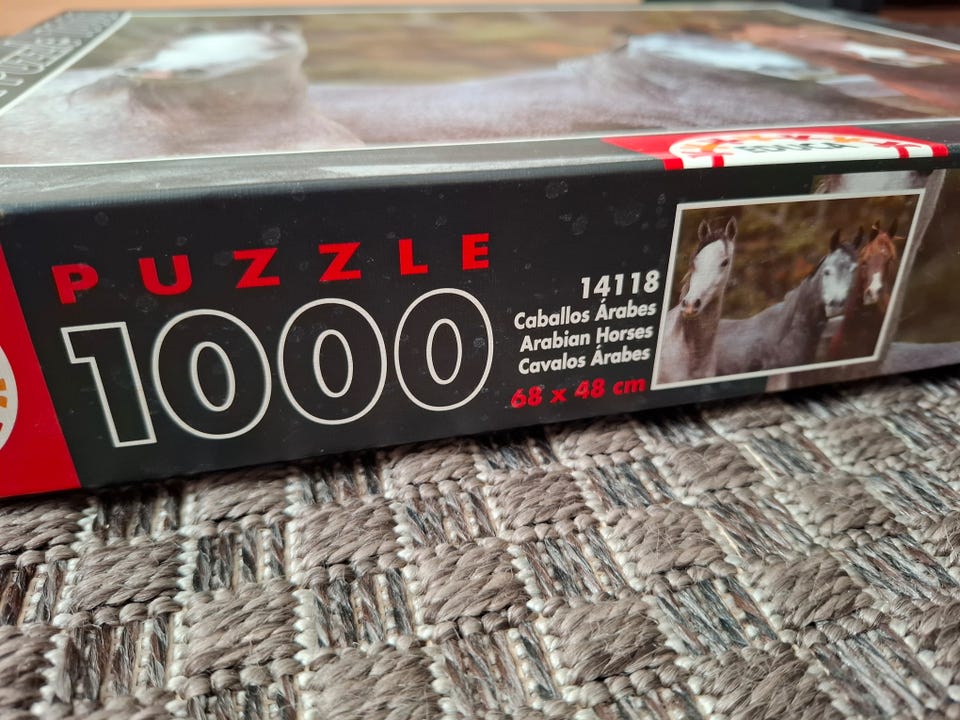 EDUCA
PUZZLE
1000
14118
Caballos Árabes
Arabian Horses
Cavalos Árabes
68 x 48 cm